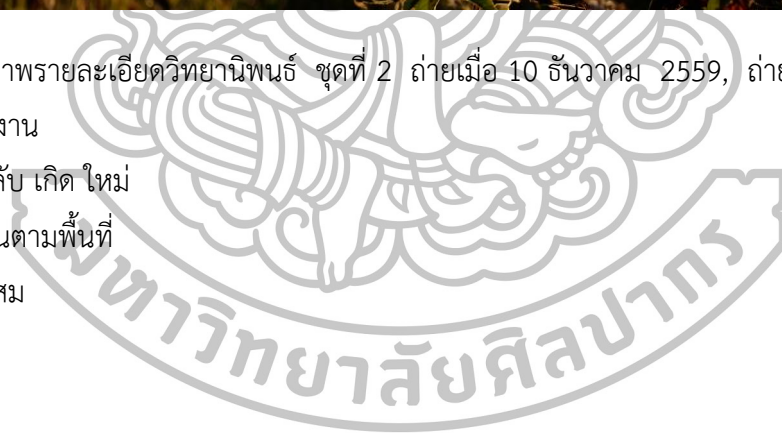 าพรายละเอียดวิทยานิพนธ์ ชุดที่ 2 ถ่ายเมื่อ 10 ธันวาคม 2559, ถ่าย
งาน
ลับ เกิด ใหม่
นตามพื้นที่
สม
มหาวิทยาลัยศิลปากร